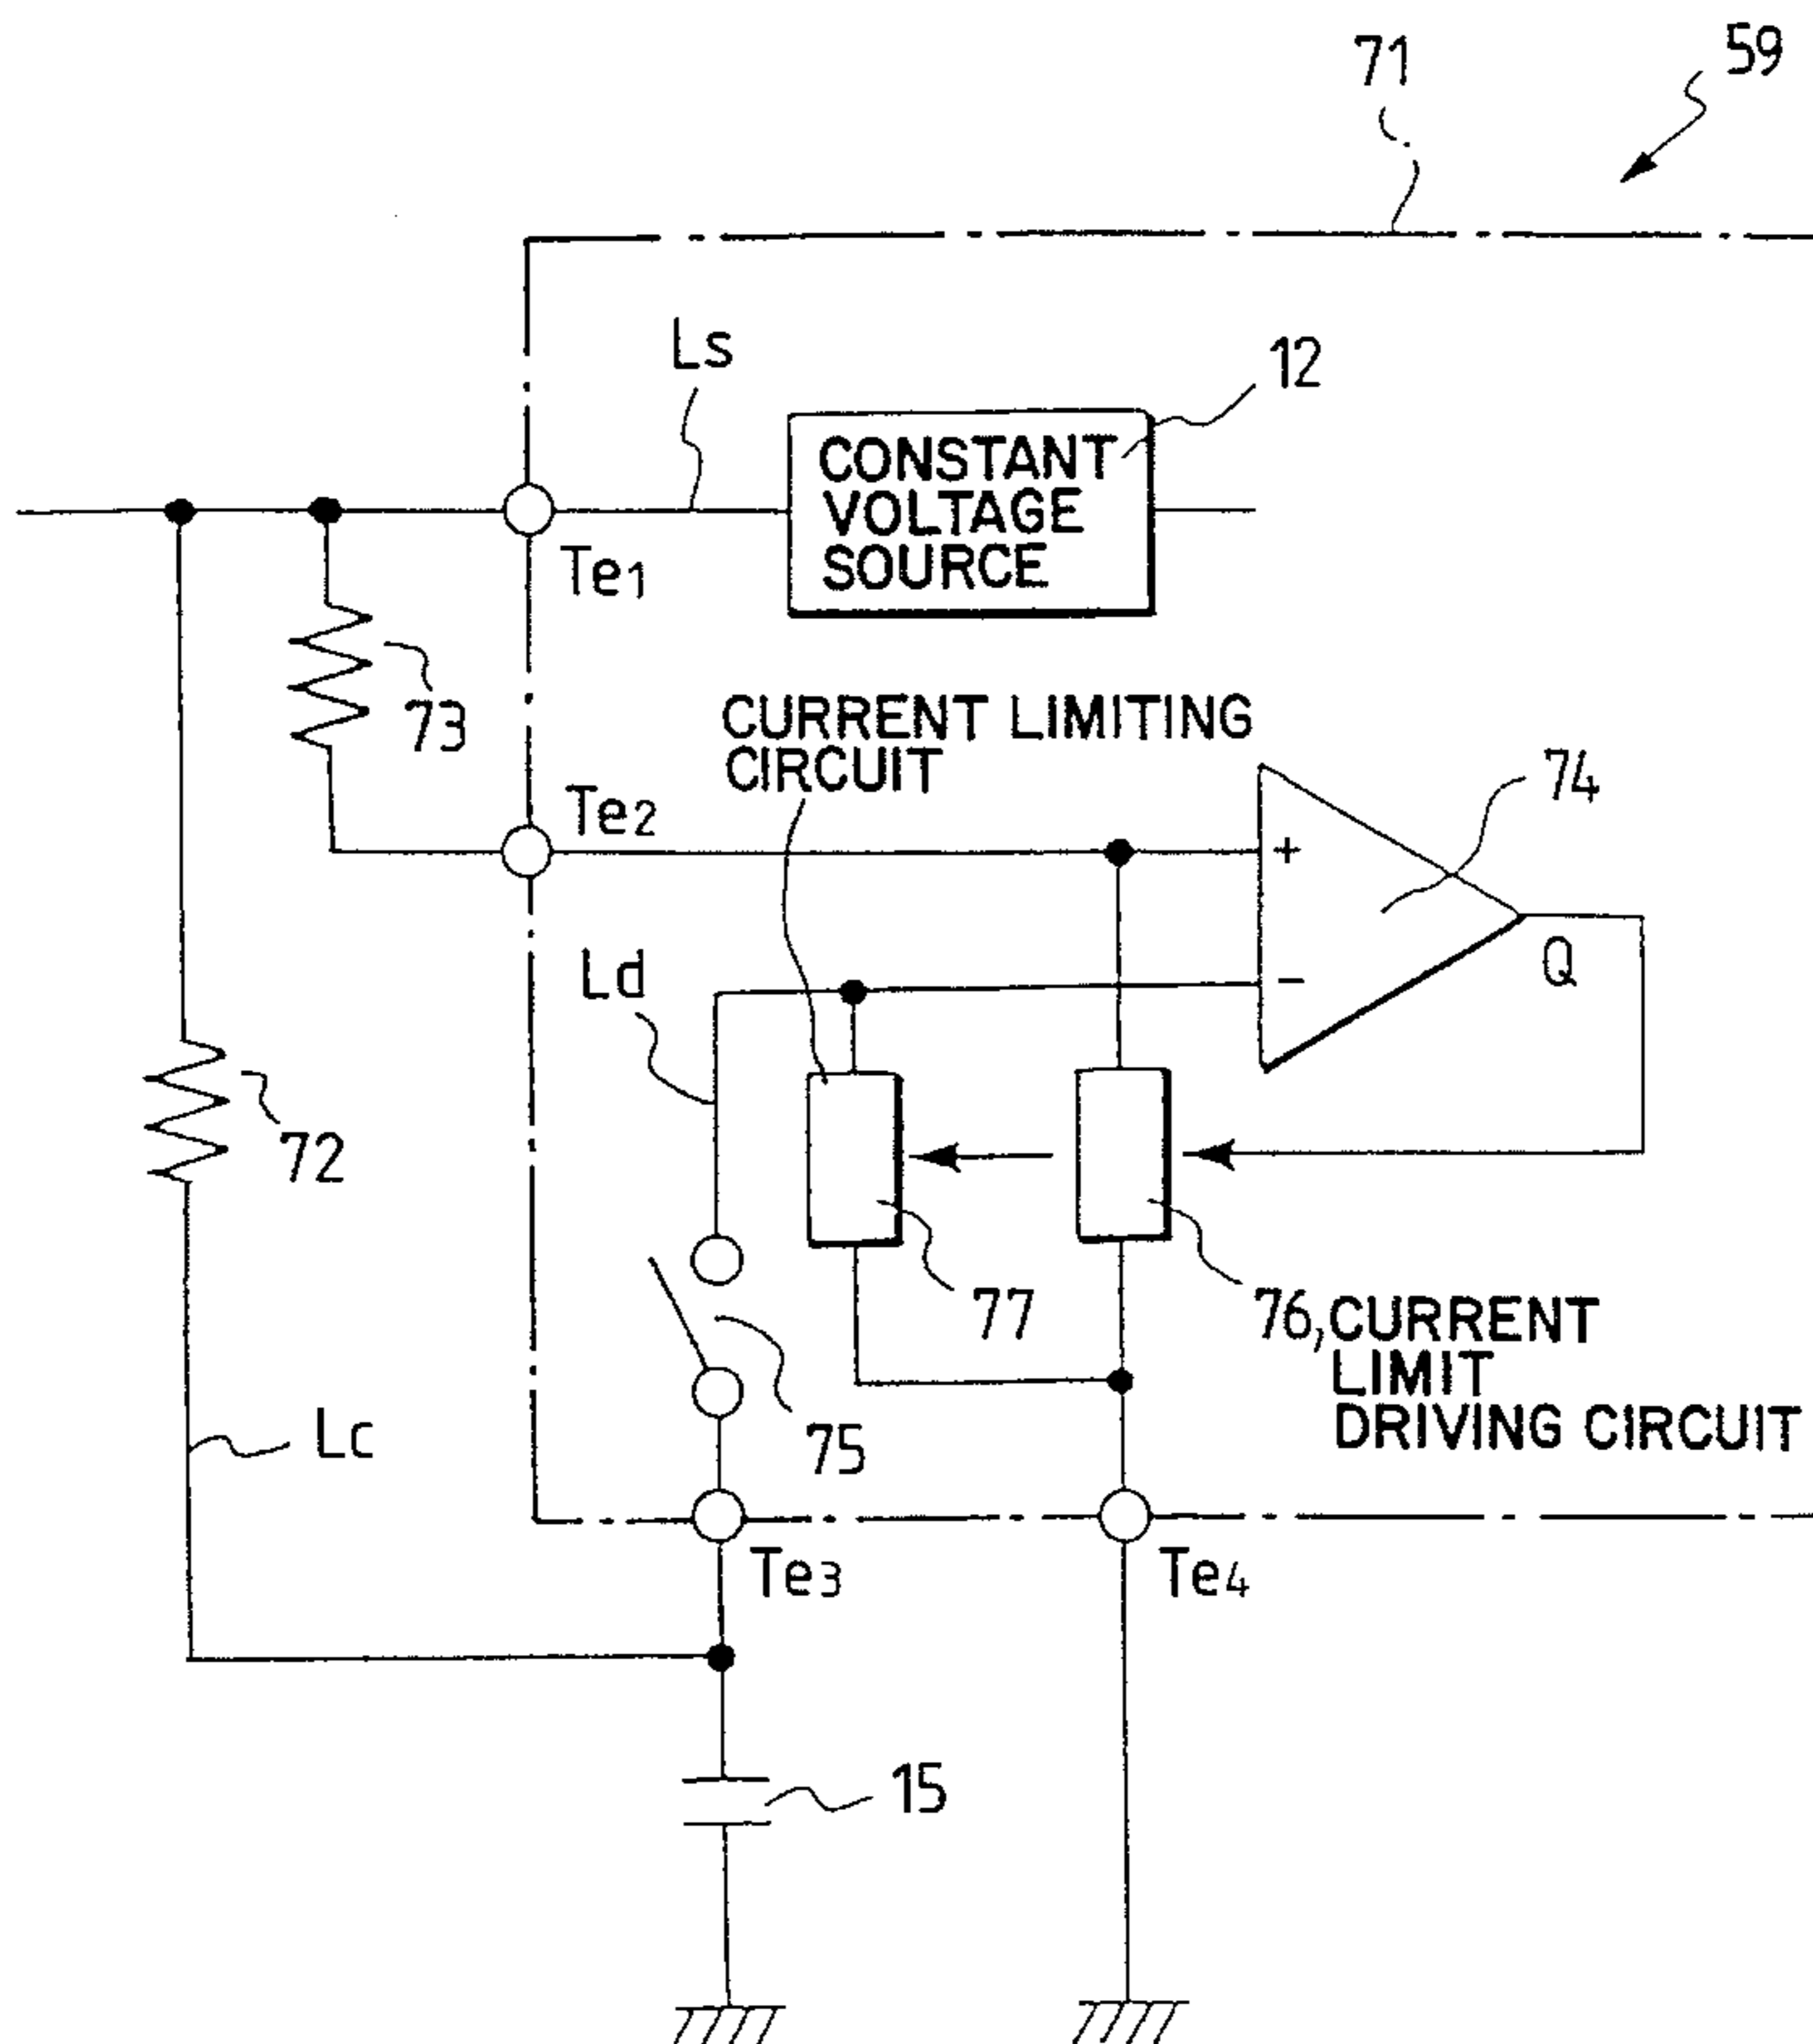 59
71
Ls
12
CONSTANT
VOLTAGE
SOURCE
Te1
73
CURRENT LIMITING
CIRCUIT
Te2
74
+
Ld
-
Q
72
77
76, CURRENT
LIMIT
DRIVING CIRCUIT
Lc
75
Te3
Te4
15